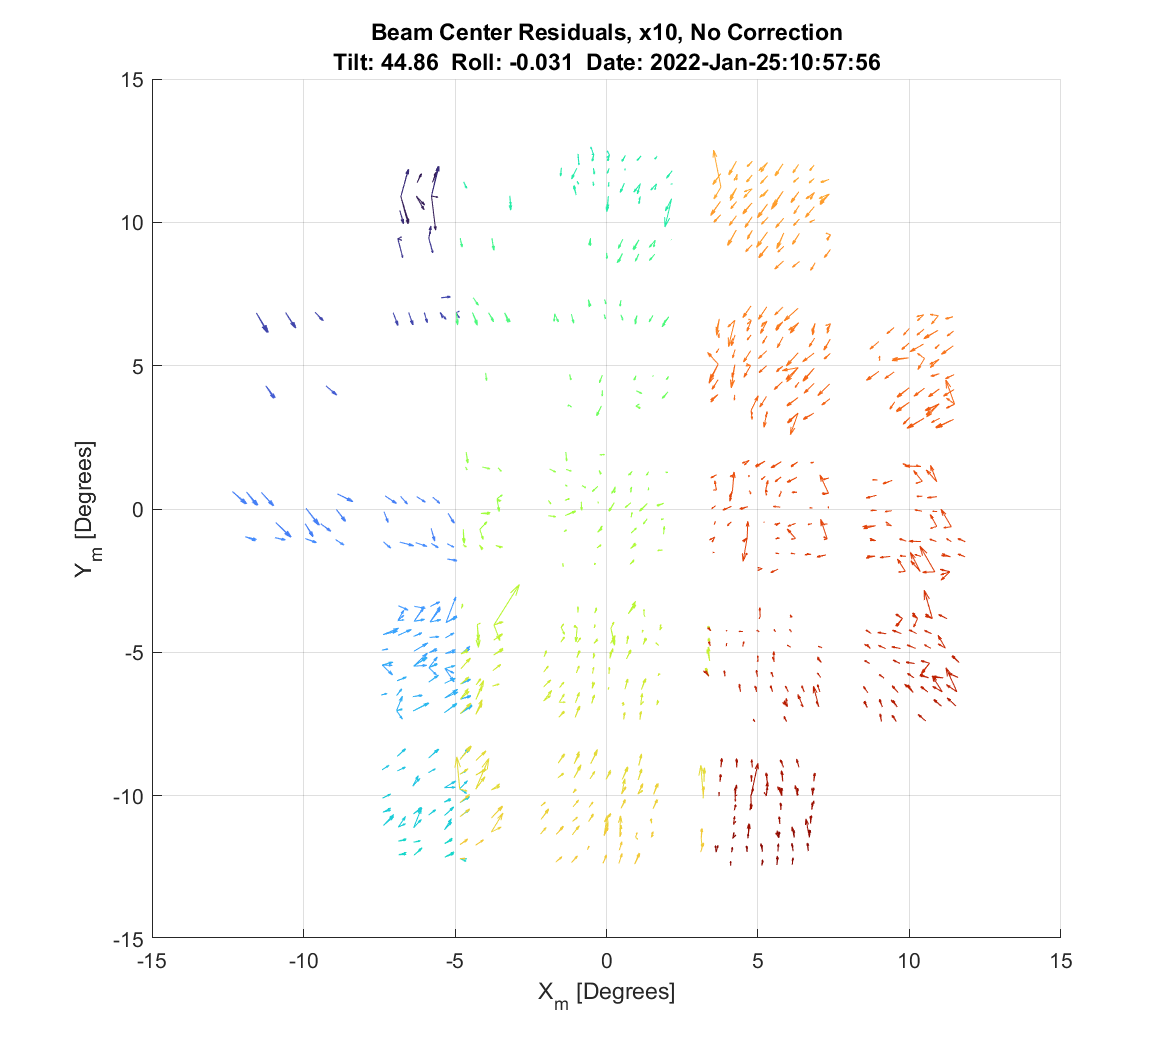 Beam Center Residuals, x10, No Correction
Tilt: 44.86 Roll: -0.031 Date: 2022-Jan-25:10:57:56
15
10
5
0
-5
-10
-15
Y_m [Degrees]
-15 -10 -5 0 5 10 15
X_m [Degrees]